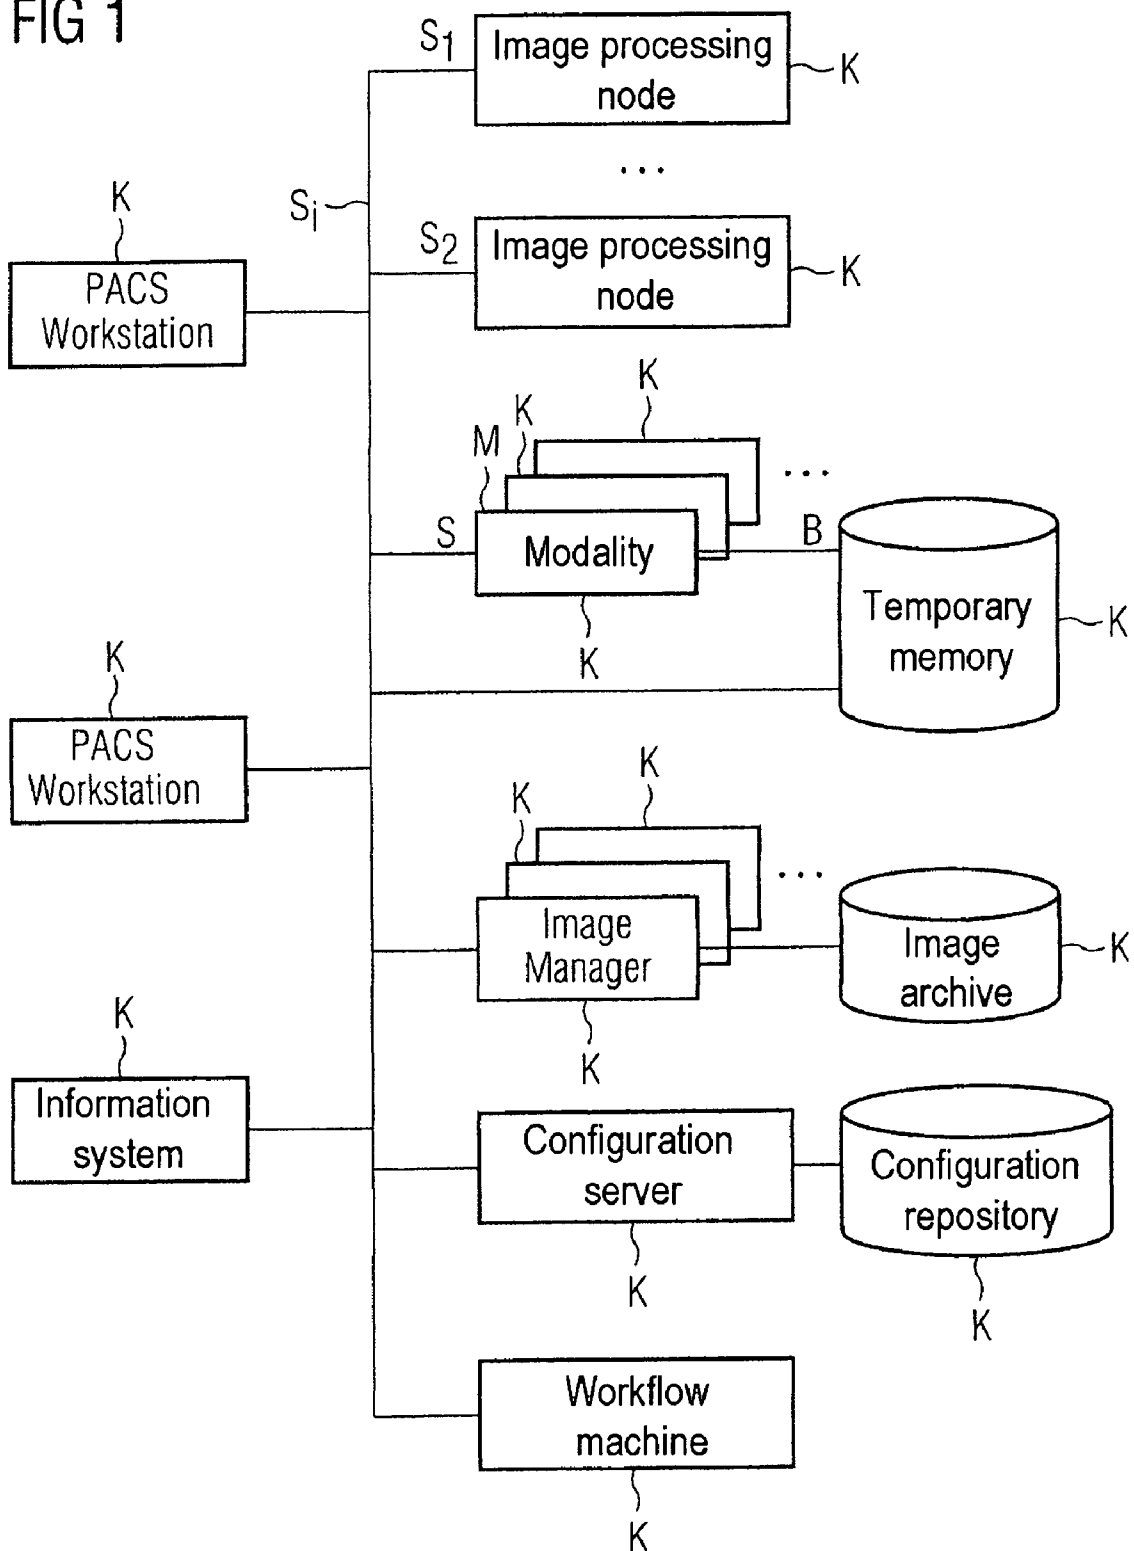 FIG 1
S1
Image processing
node
K
...
Si
K
PACS
Workstation
S2
Image processing
node
K
K
K
M
...
S
Modality
B
K
Temporary
memory
K
K
PACS
Workstation
K
K
...
Image
Manager
K
Image
archive
K
K
Information
system
Configuration
server
K
Configuration
repository
K
Workflow
machine
K